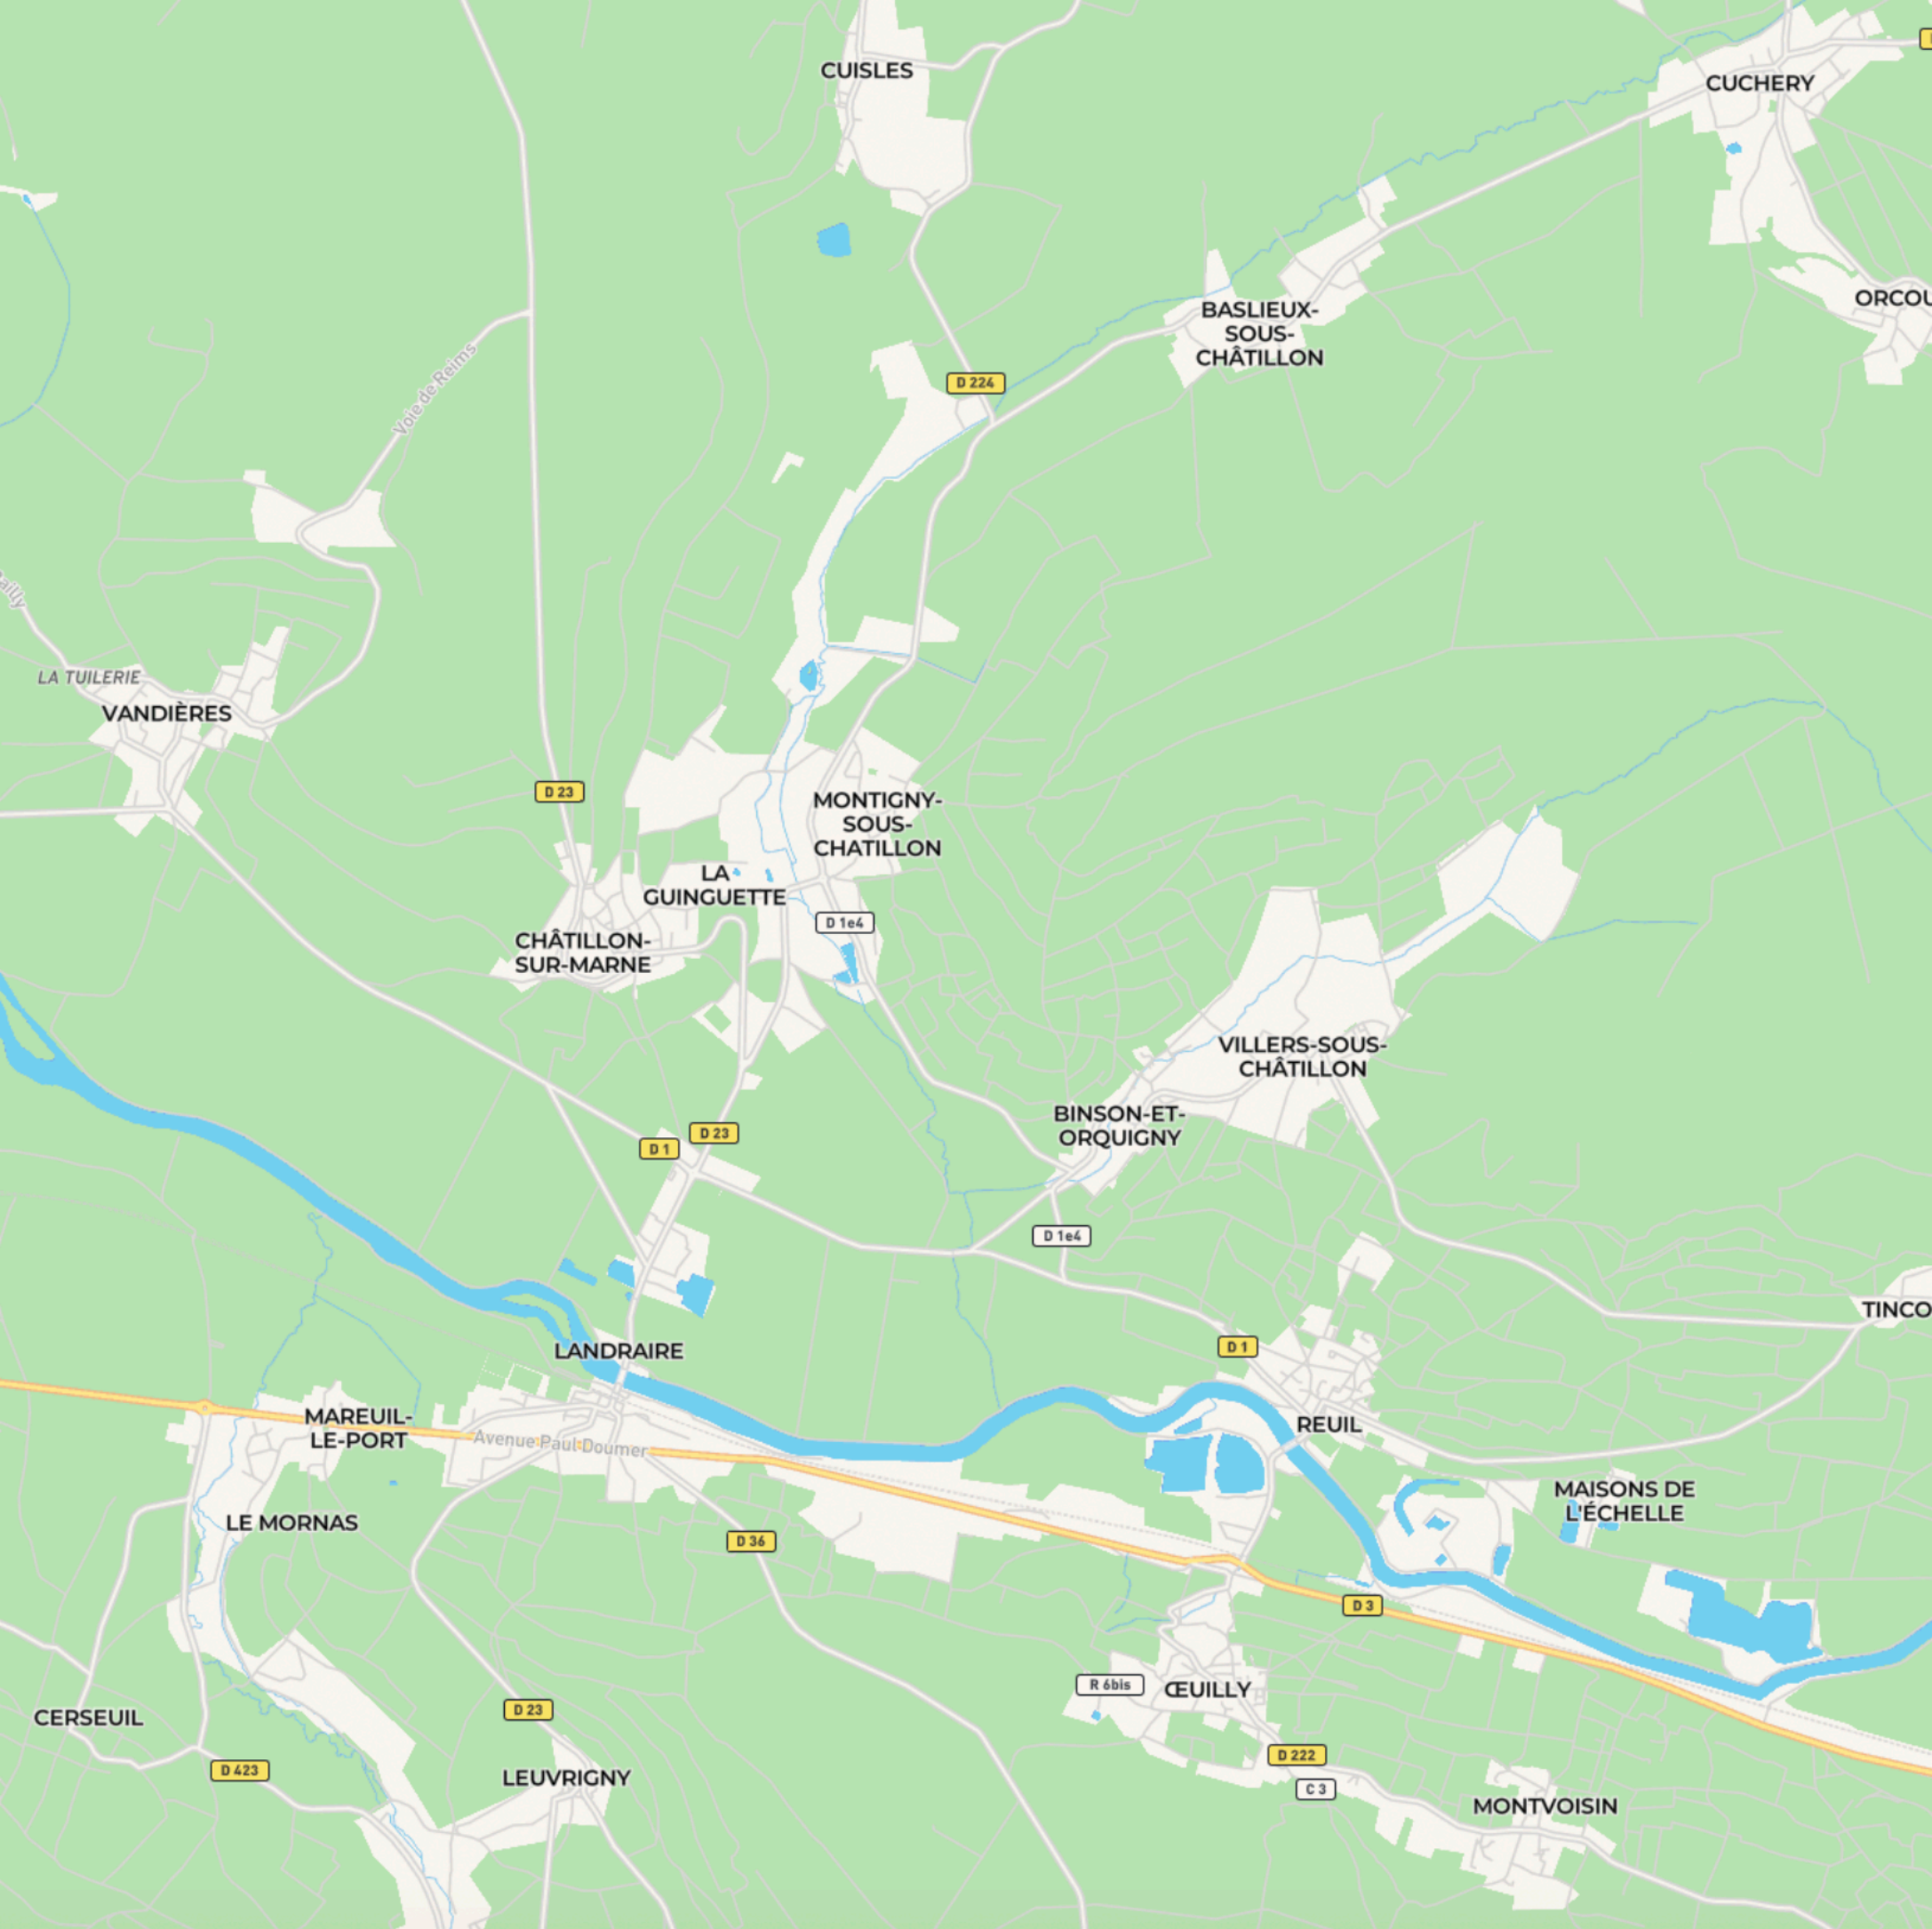 CUISLES
CUCHERY
ORCOU
BASLIEUX-
SOUS-
CHÂTILLON
D 224
Voie de Reims
LA TUILERIE
VANDIÈRES
D 23
MONTIGNY-
SOUS-
CHATILLON
LA
GUINGUETTE
D 1e4
CHÂTILLON-
SUR-MARNE
VILLERS-SOUS-
CHÂTILLON
BINSON-ET-
ORQUIGNY
D 23
D 1
D 1e4
TINCO
D 1
LANDRAIRE
MAREUIL-
LE-PORT
Avenue Paul Doumer
REUIL
MAISONS DE
L'ÉCHELLE
LE MORNAS
D 36
D 3
R 6bis
ŒUILLY
CERSEUIL
D 23
D 423
D 222
LEUVRIGNY
C 3
MONTVOISIN